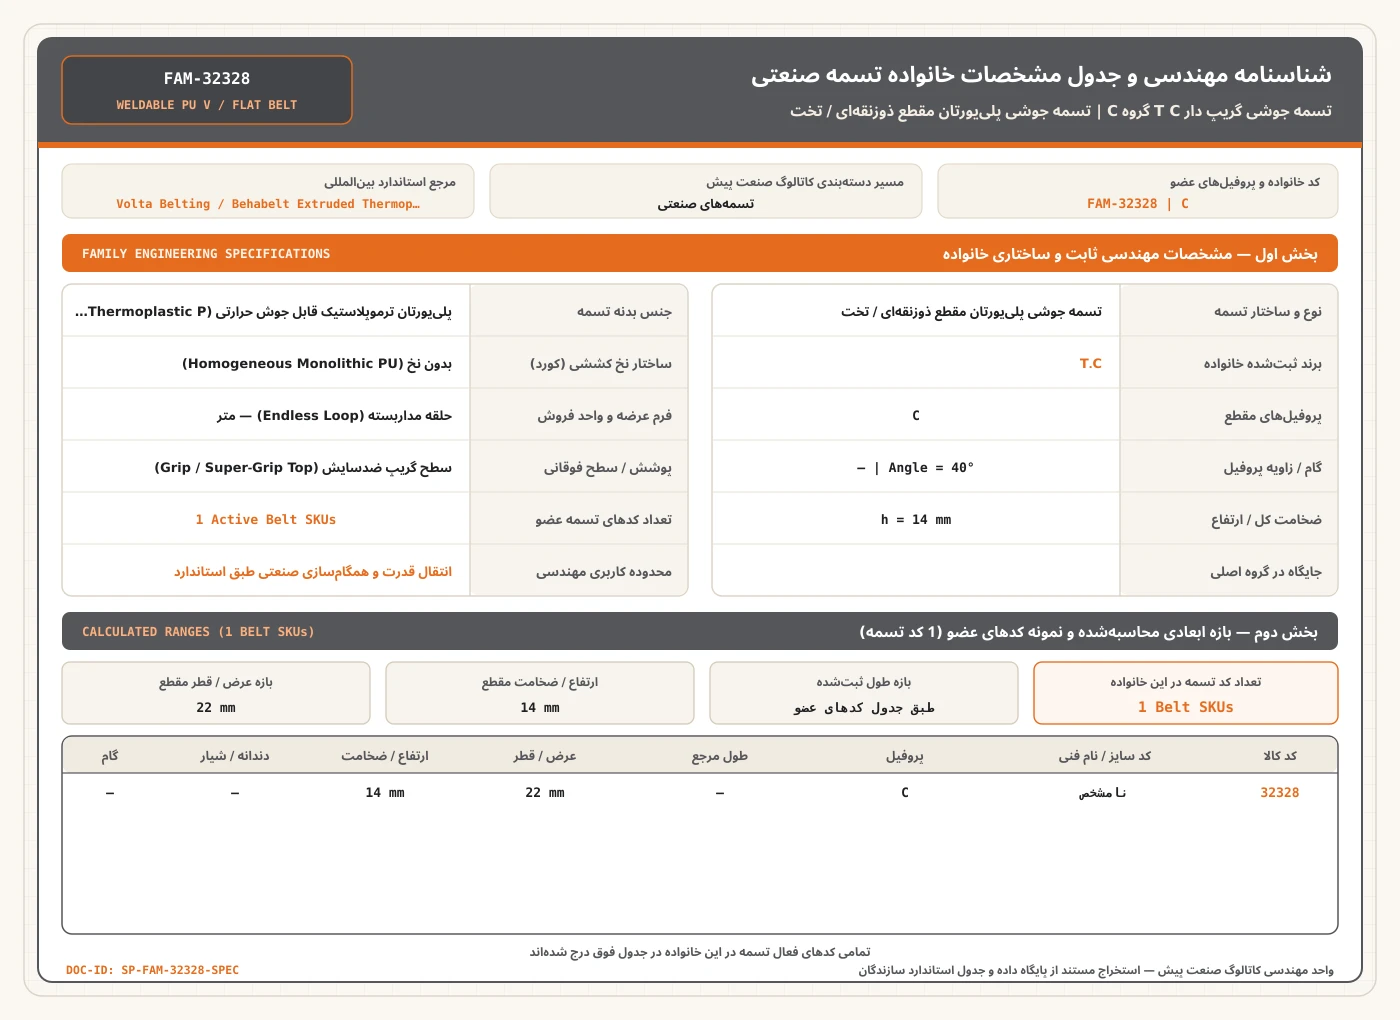 شناسنامه مهندسی و جدول مشخصات خانواده تسمه صنعتی
تسمه جوشی گریپ دار T C گروه C | تسمه جوشی پلی‌یورتان مقطع ذوزنقه‌ای / تخت
FAM-32328
WELDABLE PU V / FLAT BELT
کد خانواده و پروفیل‌های عضو
FAM-32328 | C
مسیر دسته‌بندی کاتالوگ صنعت پیش
تسمه‌های صنعتی
مرجع استاندارد بین‌المللی
Volta Belting / Behabelt Extruded Thermop…
بخش اول — مشخصات مهندسی ثابت و ساختاری خانواده
FAMILY ENGINEERING SPECIFICATIONS
نوع و ساختار تسمه
تسمه جوشی پلی‌یورتان مقطع ذوزنقه‌ای / تخت
برند ثبت‌شده خانواده
T.C
پروفیل‌های مقطع
C
گام / زاویه پروفیل
— | Angle = 40°
ضخامت کل / ارتفاع
h = 14 mm
جایگاه در گروه اصلی
جنس بدنه تسمه
پلی‌یورتان ترموپلاستیک قابل جوش حرارتی (Thermoplastic P…
ساختار نخ کششی (کورد)
بدون نخ (Homogeneous Monolithic PU)
فرم عرضه و واحد فروش
حلقه مداربسته (Endless Loop) — متر
پوشش / سطح فوقانی
سطح گریپ ضدسایش (Grip / Super-Grip Top)
تعداد کدهای تسمه عضو
1 Active Belt SKUs
محدوده کاربری مهندسی
انتقال قدرت و همگام‌سازی صنعتی طبق استاندارد
بخش دوم — بازه ابعادی محاسبه‌شده و نمونه کدهای عضو (1 کد تسمه)
CALCULATED RANGES (1 BELT SKUs)
تعداد کد تسمه در این خانواده
1 Belt SKUs
بازه طول ثبت‌شده
طبق جدول کدهای عضو
ارتفاع / ضخامت مقطع
14 mm
بازه عرض / قطر مقطع
22 mm
کد کالا کد سایز / نام فنی پروفیل طول مرجع عرض / قطر ارتفاع / ضخامت دندانه / شیار گام
32328 نامشخص C — 22 mm 14 mm — —
تمامی کدهای فعال تسمه در این خانواده در جدول فوق درج شده‌اند
واحد مهندسی کاتالوگ صنعت پیش — استخراج مستند از پایگاه داده و جدول استاندارد سازندگان
DOC-ID: SP-FAM-32328-SPEC